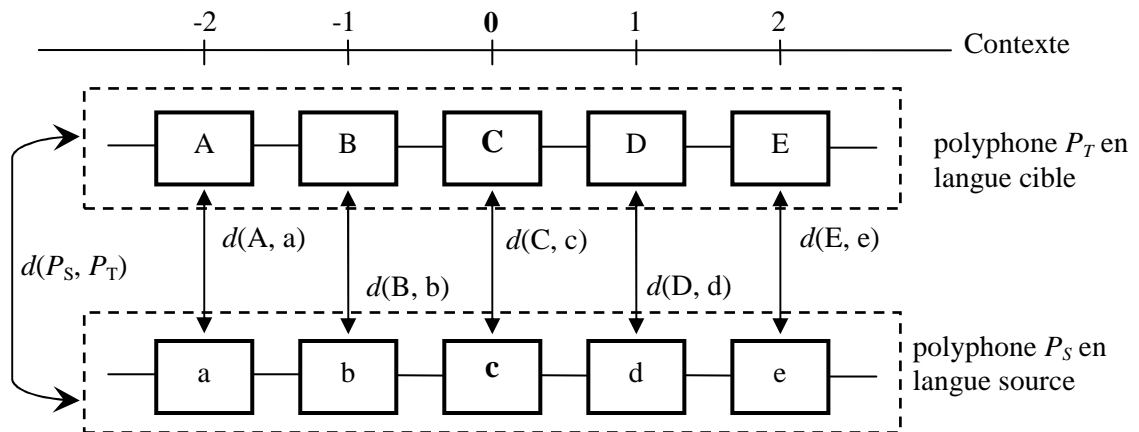 -2 -1 0 1 2
Contexte
A B C D E
polyphone P_T en
langue cible
d(A, a) d(C, c) d(E, e)
d(P_S, P_T)
d(B, b) d(D, d)
polyphone P_S en
langue source
a b c d e